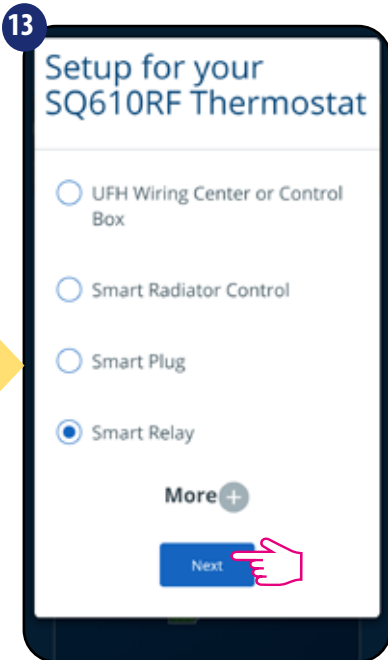 13
Setup for your
SQ610RF Thermostat
UFH Wiring Center or Control
Box
Smart Radiator Control
Smart Plug
Smart Relay
More
Next